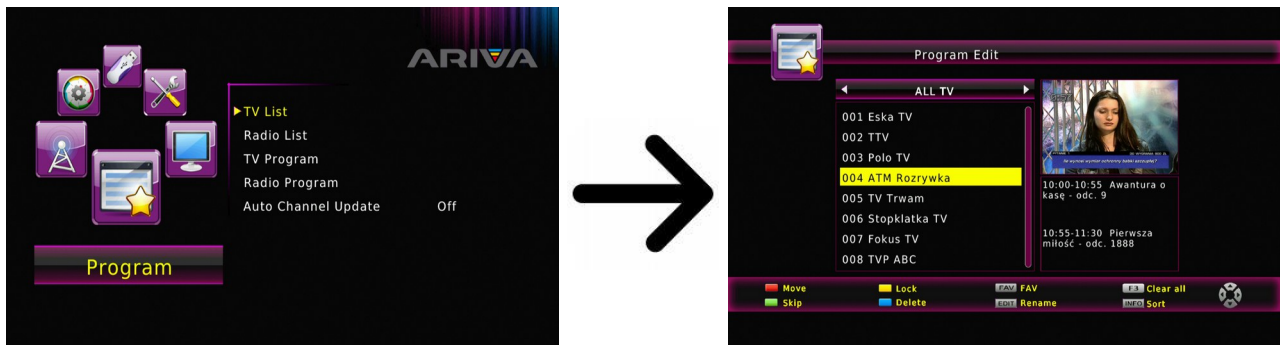 ARIVA
TV List
Radio List
TV Program
Radio Program
Auto Channel Update Off
Program
Program Edit
ALL TV
001 Eska TV
002 TTV
003 Polo TV
004 ATM Rozrywka
005 TV Trwam
006 Stopklatka TV
007 Fokus TV
008 TVP ABC
10:00-10:55 Awantura o
kasę - odc. 9
10:55-11:30 Pierwsza
miłość - odc. 1888
Move Lock FAV FAV F3 Clear all
Skip Delete EDIT Rename INFO Sort